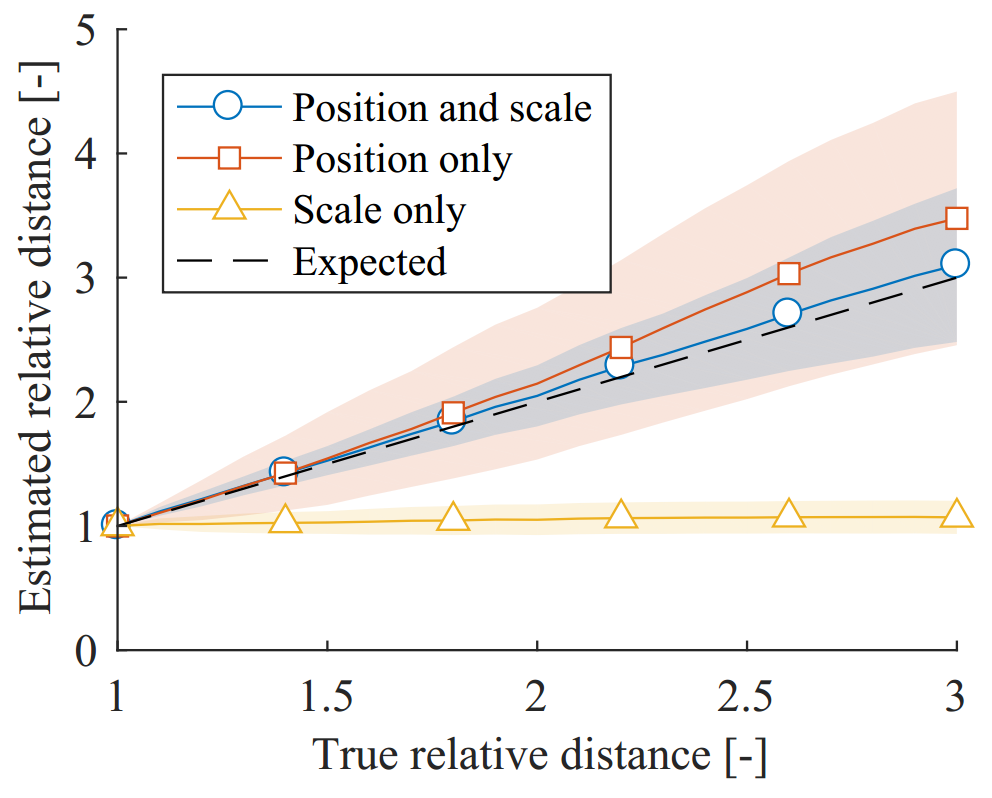 5
4
3
2
1
0
Estimated relative distance [-]
Position and scale
Position only
Scale only
Expected
1
1.5
2
2.5
3
True relative distance [-]